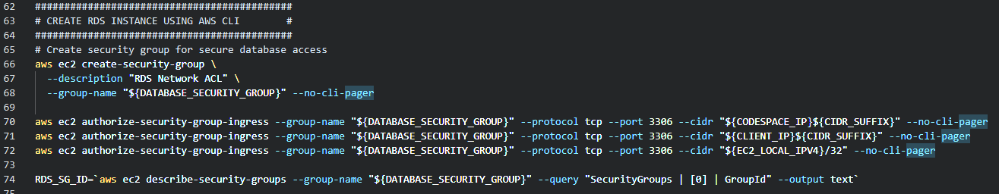 62 ############################################
63 # CREATE RDS INSTANCE USING AWS CLI        #
64 ############################################
65 # Create security group for secure database access
66 aws ec2 create-security-group \
67   --description "RDS Network ACL" \
68   --group-name "${DATABASE_SECURITY_GROUP}" --no-cli-pager
69
70 aws ec2 authorize-security-group-ingress --group-name "${DATABASE_SECURITY_GROUP}" --protocol tcp --port 3306 --cidr "${CODESPACE_IP}${CIDR_SUFFIX}" --no-cli-pager
71 aws ec2 authorize-security-group-ingress --group-name "${DATABASE_SECURITY_GROUP}" --protocol tcp --port 3306 --cidr "${CLIENT_IP}${CIDR_SUFFIX}" --no-cli-pager
72 aws ec2 authorize-security-group-ingress --group-name "${DATABASE_SECURITY_GROUP}" --protocol tcp --port 3306 --cidr "${EC2_LOCAL_IPV4}/32" --no-cli-pager
73
74 RDS_SG_ID=`aws ec2 describe-security-groups --group-name "${DATABASE_SECURITY_GROUP}" --query "SecurityGroups | [0] | GroupId" --output text`
75